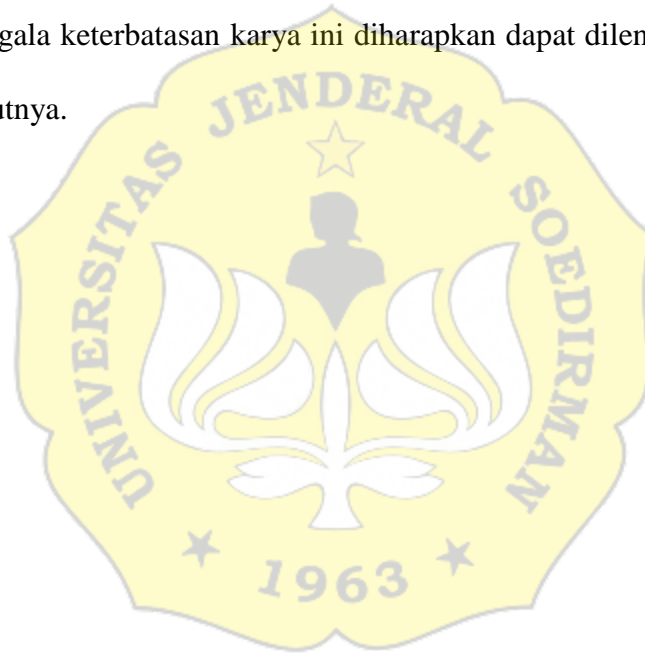 gala keterbatasan karya ini diharapkan dapat dilen
utnya.
UNIVERSITAS JENDERAL SOEDIRMAN
★ 1963 ★